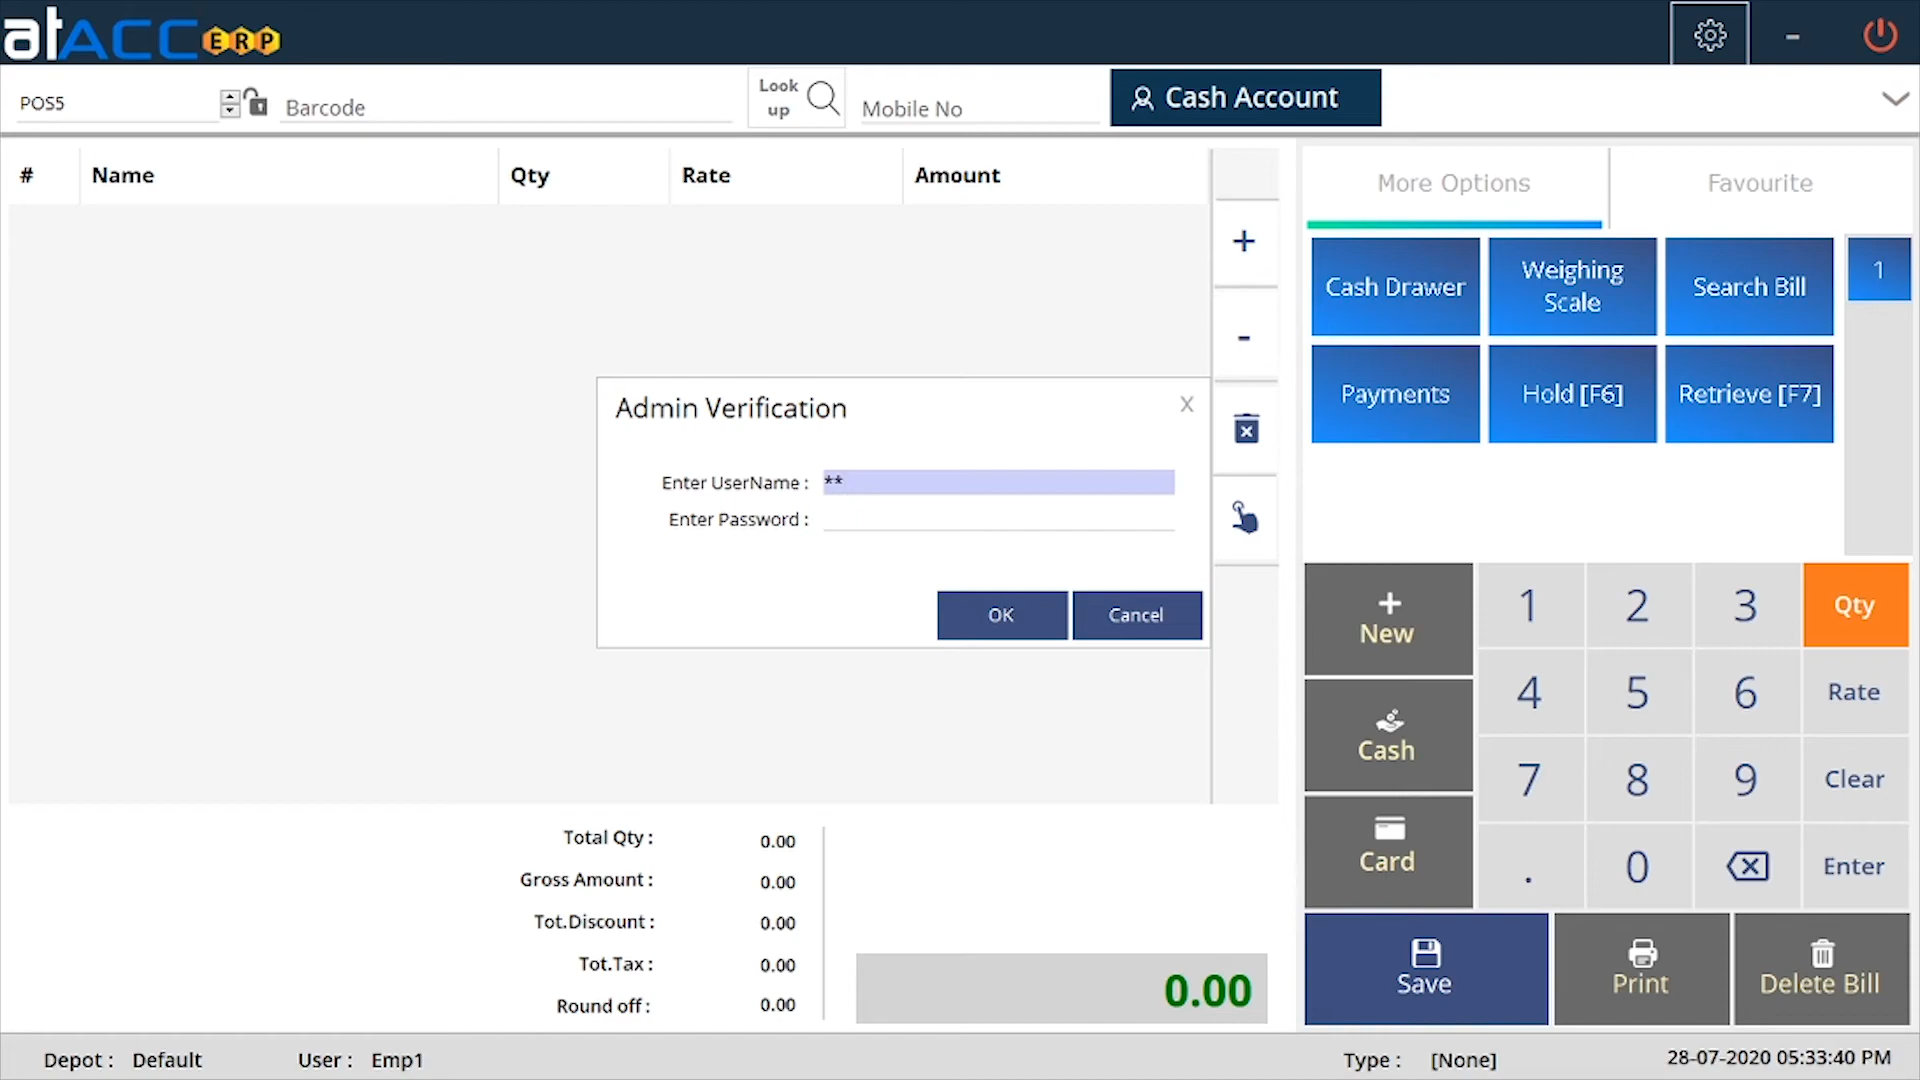 atACC ERP
POS5
Barcode
Look
up
Mobile No
Cash Account
# Name Qty Rate Amount
More Options
Favourite
+
-
Cash Drawer
Weighing
Scale
Search Bill
1
Payments
Hold [F6]
Retrieve [F7]
Admin Verification
X
Enter UserName : **
Enter Password :
OK
Cancel
New
Cash
Card
1 2 3 Qty
4 5 6 Rate
7 8 9 Clear
. 0 Enter
Total Qty : 0.00
Gross Amount : 0.00
Tot.Discount : 0.00
Tot.Tax : 0.00
Round off : 0.00
0.00
Save
Print
Delete Bill
Depot : Default
User : Emp1
Type : [None]
28-07-2020 05:33:40 PM